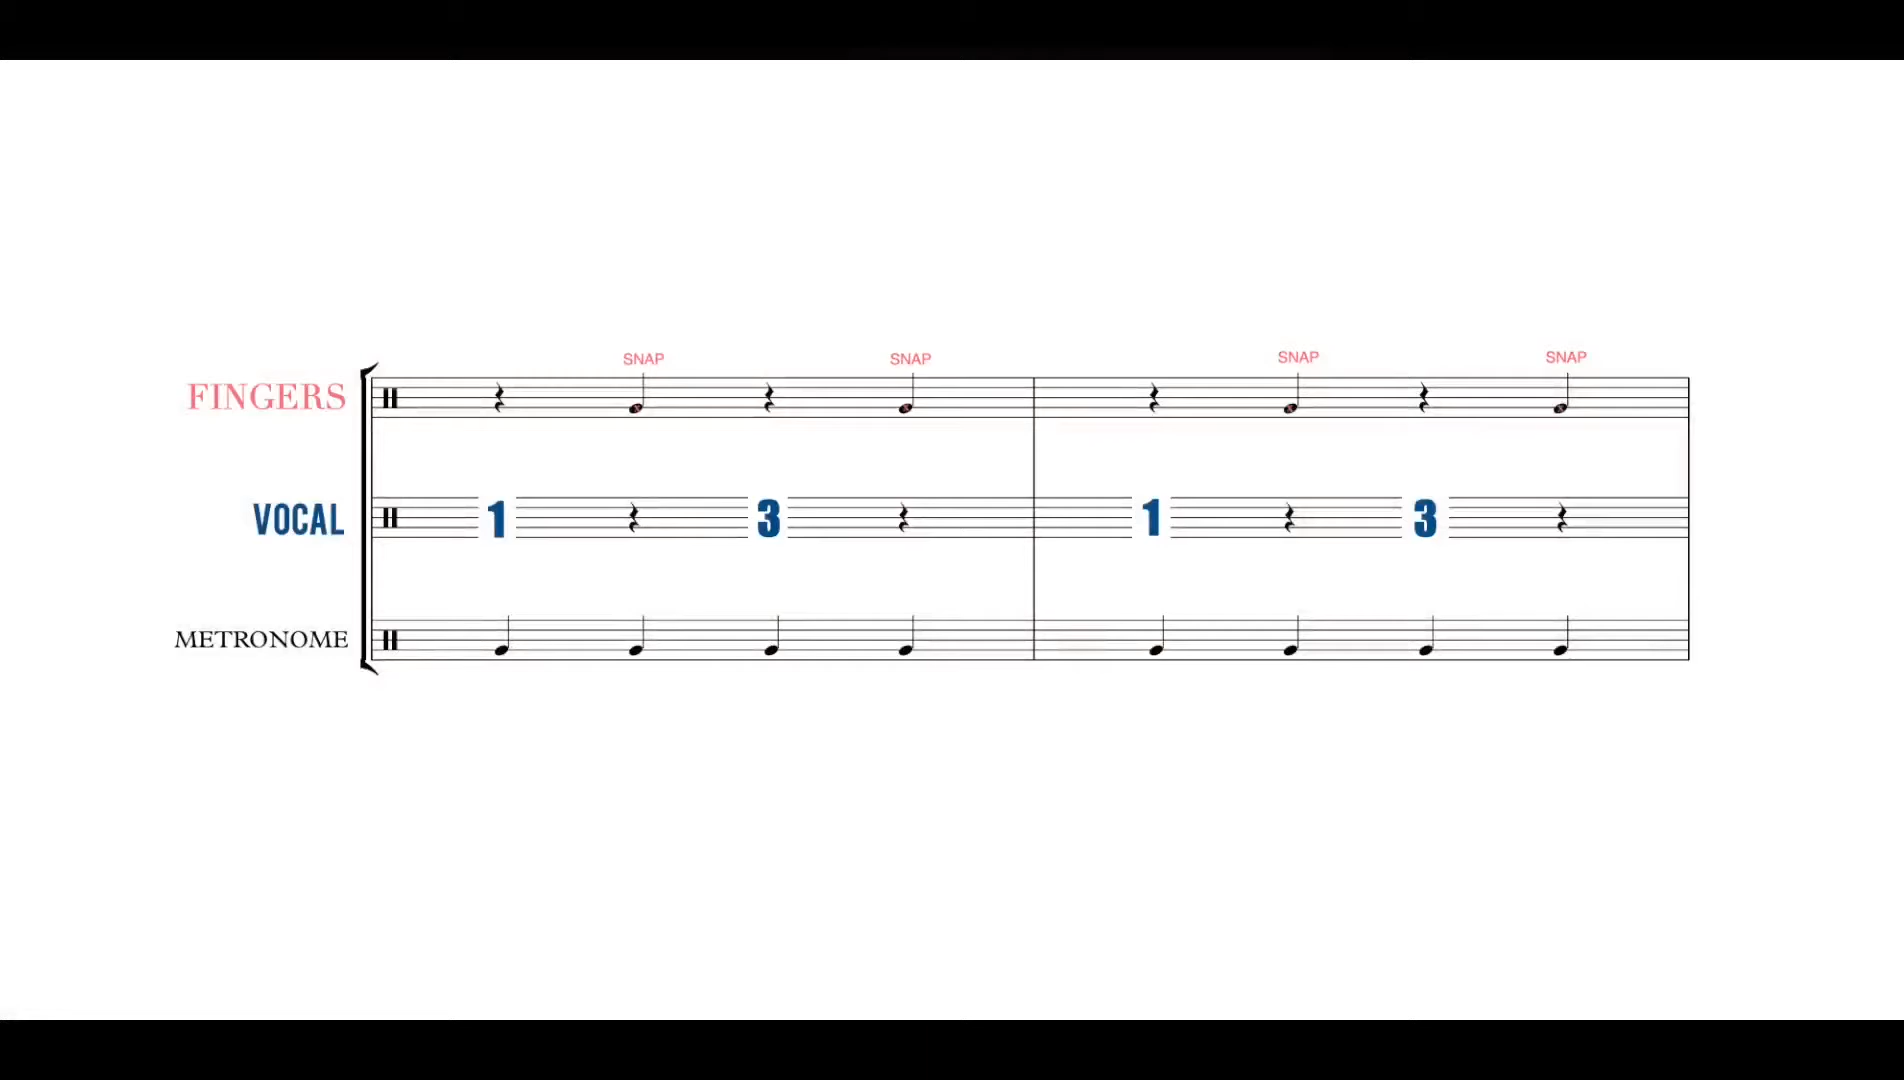 SNAP SNAP SNAP SNAP
FINGERS
VOCAL 1 3 1 3
METRONOME